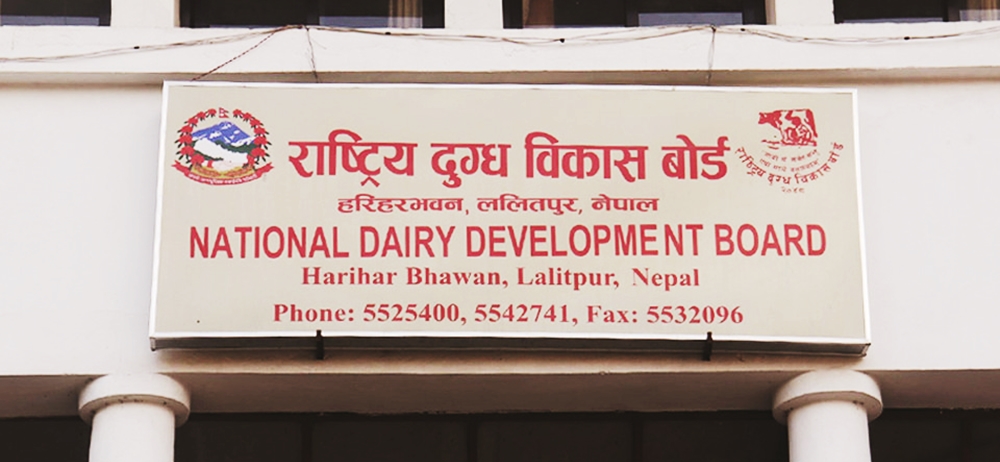 राष्ट्रिय दुग्ध विकास बोर्ड
हरिहरभवन, ललितपुर, नेपाल
NATIONAL DAIRY DEVELOPMENT BOARD
Harihar Bhawan, Lalitpur, Nepal
Phone: 5525400, 5542741, Fax: 5532096
राष्ट्रिय दुग्ध विकास बोर्ड